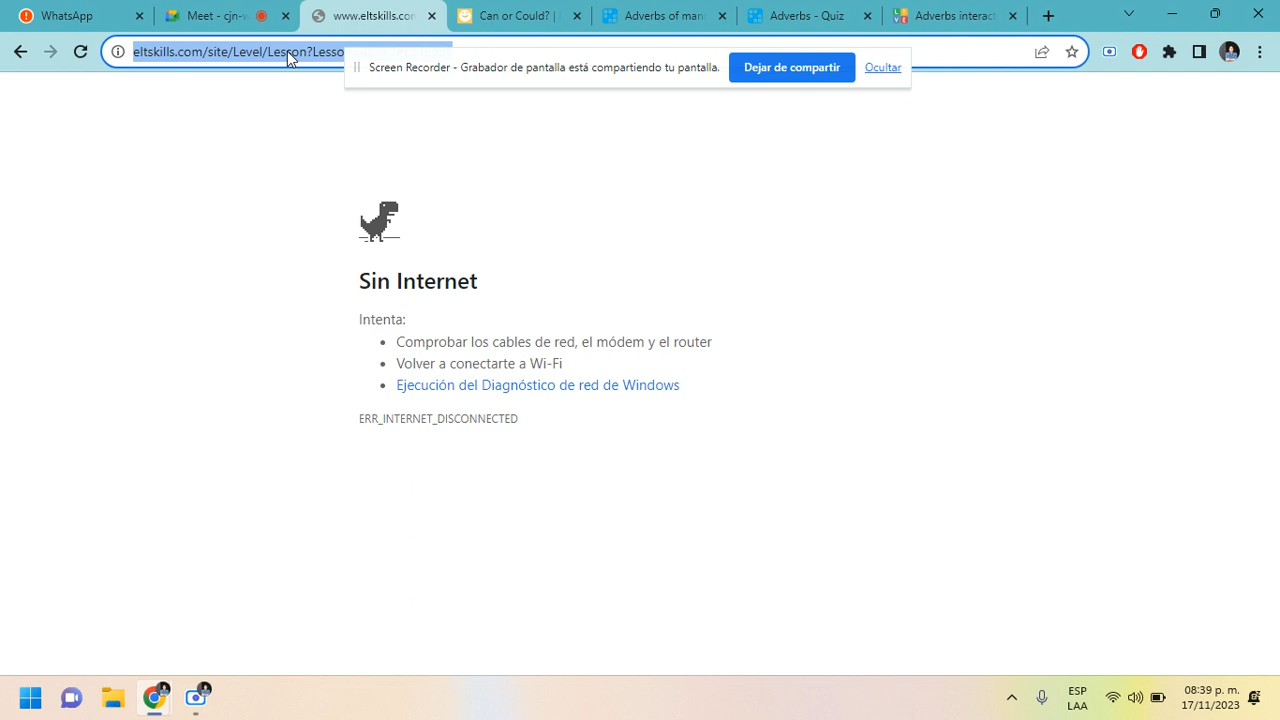 WhatsApp
Meet - cjn-v
www.eltskills.con
Can or Could? |
Adverbs of man
Adverbs - Quiz
Adverbs interact
eltskills.com/site/Level/Lesson?Lesso
Screen Recorder - Grabador de pantalla está compartiendo tu pantalla.
Dejar de compartir
Ocultar
Sin Internet
Intenta:
• Comprobar los cables de red, el módem y el router
• Volver a conectarte a Wi-Fi
• Ejecución del Diagnóstico de red de Windows
ERR_INTERNET_DISCONNECTED
ESP
LAA
08:39 p. m.
17/11/2023